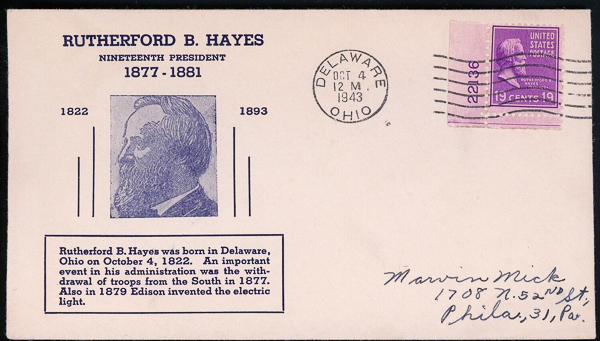 RUTHERFORD B. HAYES
NINETEENTH PRESIDENT
1877 - 1881
1822
1893
Rutherford B. Hayes was born in Delaware,
Ohio on October 4, 1822. An important
event in his administration was the with-
drawal of troops from the South in 1877.
Also in 1879 Edison invented the electric
light.
DELAWARE
OCT 4
12 M.
1943
OHIO
22136
UNITED
STATES
POSTAGE
RUTHERFORD B.
HAYES
19 CENTS 19
Marvin Mick
1708 N. 52ND St,
Phila, 31, Pa.